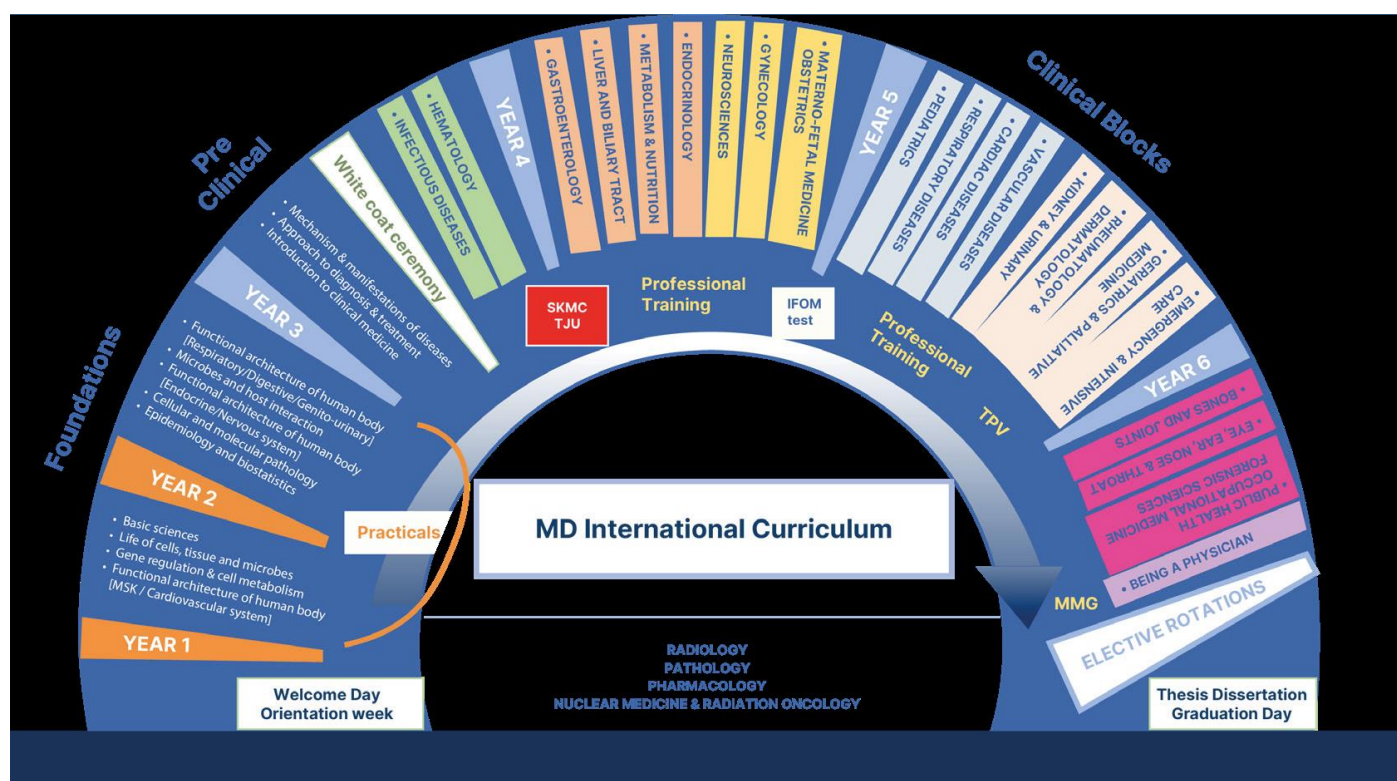 MD International Curriculum
Foundations
Pre
Clinical
Clinical Blocks
Welcome Day
Orientation week
YEAR 1
• Basic sciences
• Life of cells, tissue and microbes
• Gene regulation & cell metabolism
• Functional architecture of human body
[MSK / Cardiovascular system]
Practicals
YEAR 2
• Functional architecture of human body
[Respiratory/Digestive/Genito-urinary]
• Microbes and host interaction
• Functional architecture of human body
[Endocrine/Nervous system]
• Cellular and molecular pathology
• Epidemiology and biostatistics
YEAR 3
• Mechanism & manifestations of diseases
• Approach to diagnosis & treatment
• Introduction to clinical medicine
White coat ceremony
• INFECTIOUS DISEASES
• HEMATOLOGY
YEAR 4
• GASTROENTEROLOGY
• LIVER AND BILIARY TRACT
• METABOLISM & NUTRITION
• ENDOCRINOLOGY
• NEUROSCIENCES
• GYNECOLOGY
• MATERNO-FETAL MEDICINE
OBSTETRICS
SKMC
TJU
Professional
Training
IFOM
test
YEAR 5
• PEDIATRICS
• RESPIRATORY DISEASES
• CARDIAC DISEASES
• VASCULAR DISEASES
• KIDNEY & URINARY
• RHEUMATOLOGY &
DERMATOLOGY
• GERIATRICS & PALLIATIVE
MEDICINE
• EMERGENCY & INTENSIVE
CARE
Professional
Training
TPV
YEAR 6
• BONES AND JOINTS
• EYE, EAR, NOSE & THROAT
• PUBLIC HEALTH
OCCUPATIONAL MEDICINE
FORENSIC SCIENCES
• BEING A PHYSICIAN
MMG
ELECTIVE ROTATIONS
Thesis Dissertation
Graduation Day
RADIOLOGY
PATHOLOGY
PHARMACOLOGY
NUCLEAR MEDICINE & RADIATION ONCOLOGY